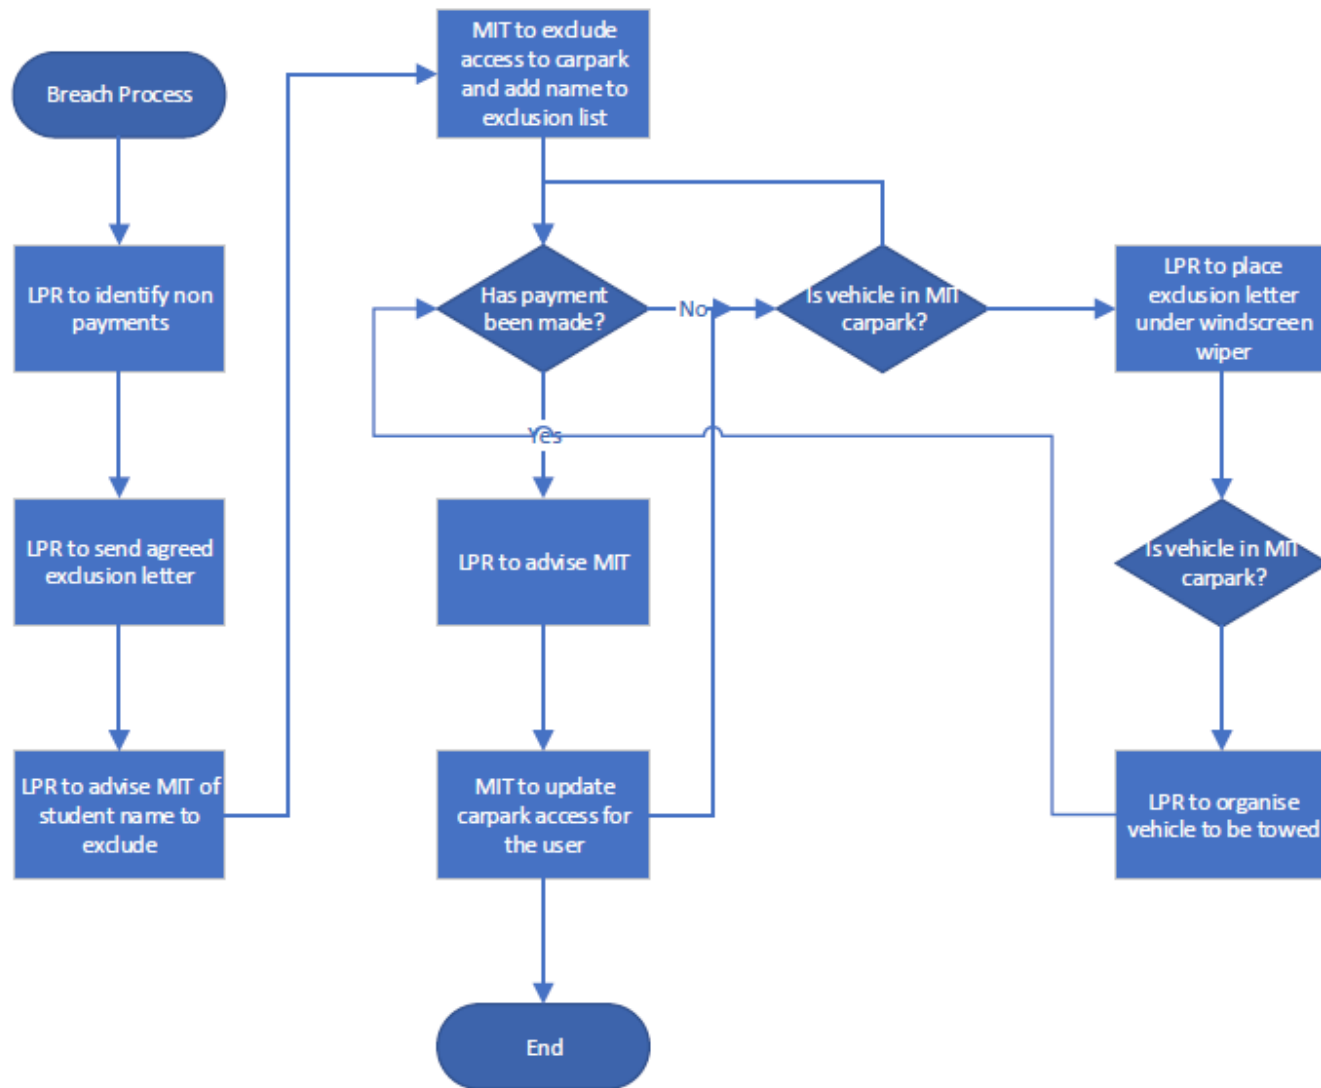 Breach Process
LPR to identify non
payments
LPR to send agreed
exclusion letter
LPR to advise MIT of
student name to
exclude
MIT to exclude
access to carpark
and add name to
exclusion list
Has payment
been made?
No
Yes
LPR to advise MIT
MIT to update
carpark access for
the user
End
Is vehicle in MIT
carpark?
LPR to place
exclusion letter
under windscreen
wiper
Is vehicle in MIT
carpark?
LPR to organise
vehicle to be towed